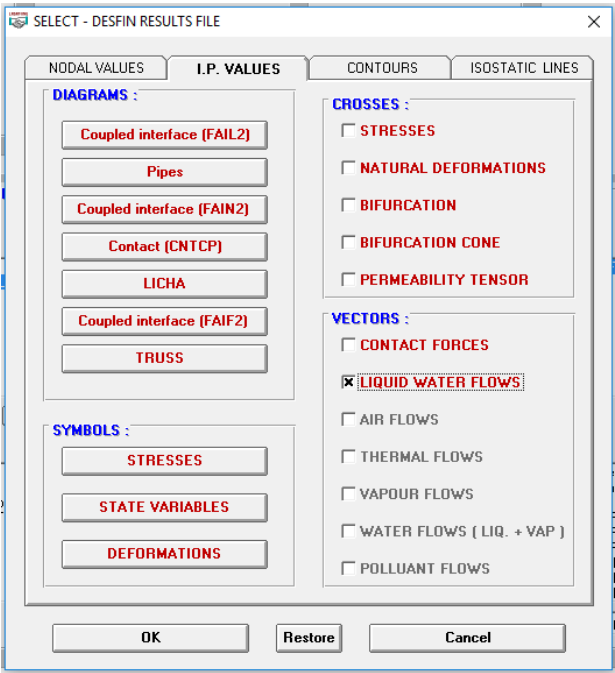 SELECT - DESFIN RESULTS FILE
NODAL VALUES
I.P. VALUES
CONTOURS
ISOSTATIC LINES
DIAGRAMS :
Coupled interface (FAIL2)
Pipes
Coupled interface (FAIN2)
Contact (CNTCP)
LICHA
Coupled interface (FAIF2)
TRUSS
SYMBOLS :
STRESSES
STATE VARIABLES
DEFORMATIONS
CROSSES :
STRESSES
NATURAL DEFORMATIONS
BIFURCATION
BIFURCATION CONE
PERMEABILITY TENSOR
VECTORS :
CONTACT FORCES
LIQUID WATER FLOWS
AIR FLOWS
THERMAL FLOWS
VAPOUR FLOWS
WATER FLOWS ( LIQ. + VAP )
POLLUANT FLOWS
OK
Restore
Cancel